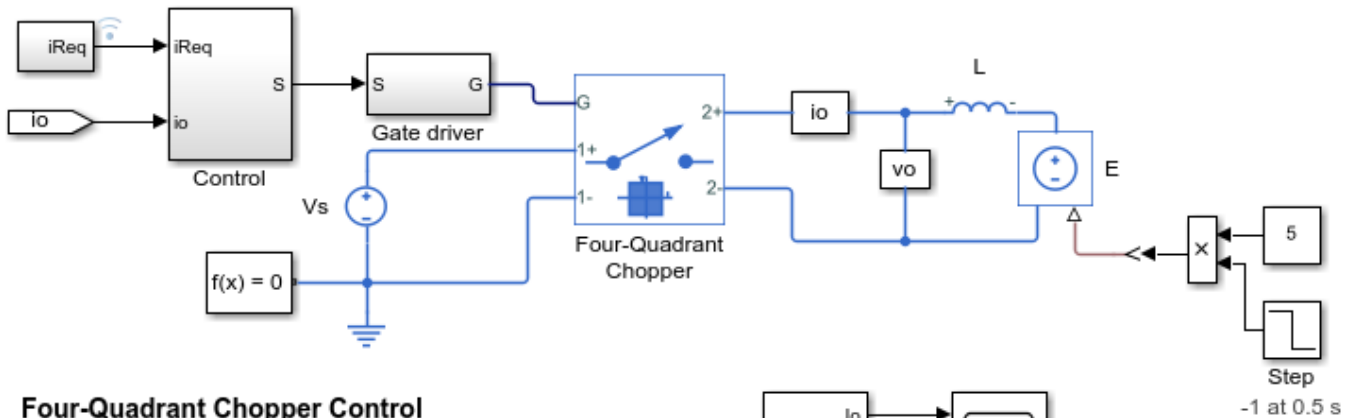 iReq
iReq
io
io
S
Control
S
G
Gate driver
G
1+
1-
2+
2-
Four-Quadrant
Chopper
Vs
f(x) = 0
io
vo
L
+
-
E
×
5
Step
-1 at 0.5 s
Four-Quadrant Chopper Control